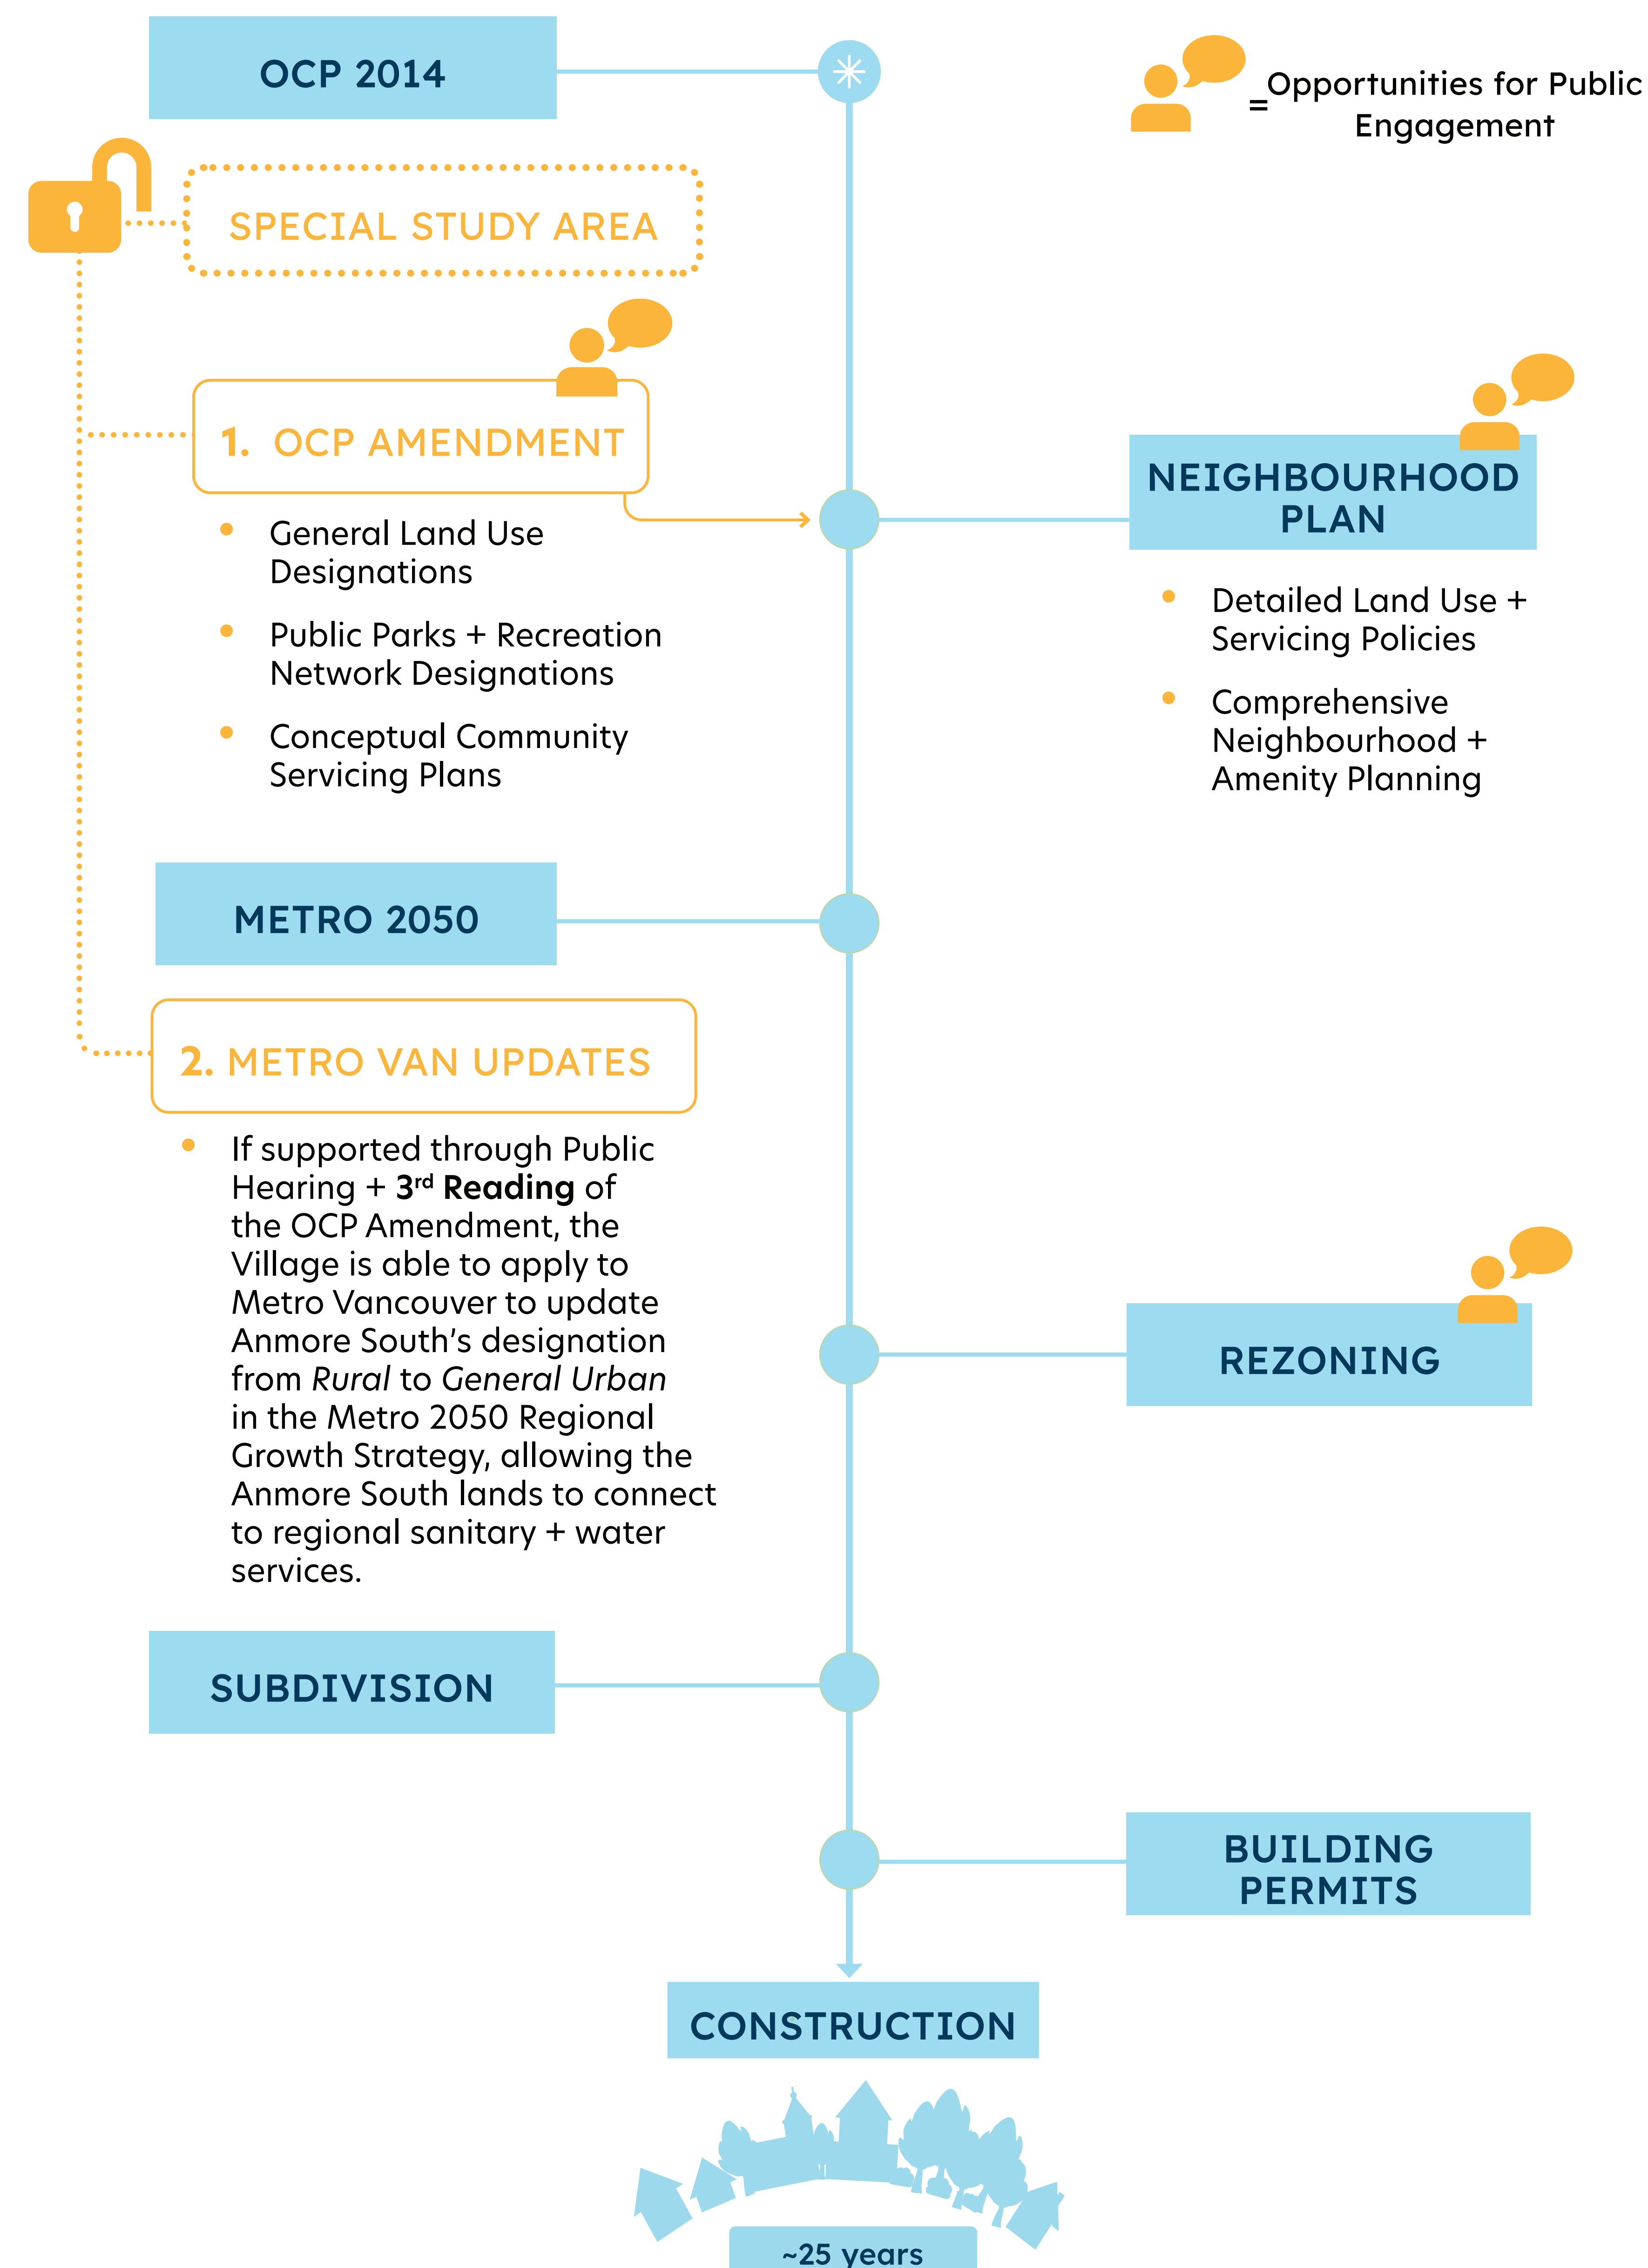 OCP 2014
=Opportunities for Public
Engagement
SPECIAL STUDY AREA
1. OCP AMENDMENT
General Land Use
Designations
Public Parks + Recreation
Network Designations
Conceptual Community
Servicing Plans
NEIGHBOURHOOD
PLAN
Detailed Land Use +
Servicing Policies
Comprehensive
Neighbourhood +
Amenity Planning
METRO 2050
2. METRO VAN UPDATES
If supported through Public
Hearing + 3rd Reading of
the OCP Amendment, the
Village is able to apply to
Metro Vancouver to update
Anmore South’s designation
from Rural to General Urban
in the Metro 2050 Regional
Growth Strategy, allowing the
Anmore South lands to connect
to regional sanitary + water
services.
REZONING
SUBDIVISION
BUILDING
PERMITS
CONSTRUCTION
~25 years